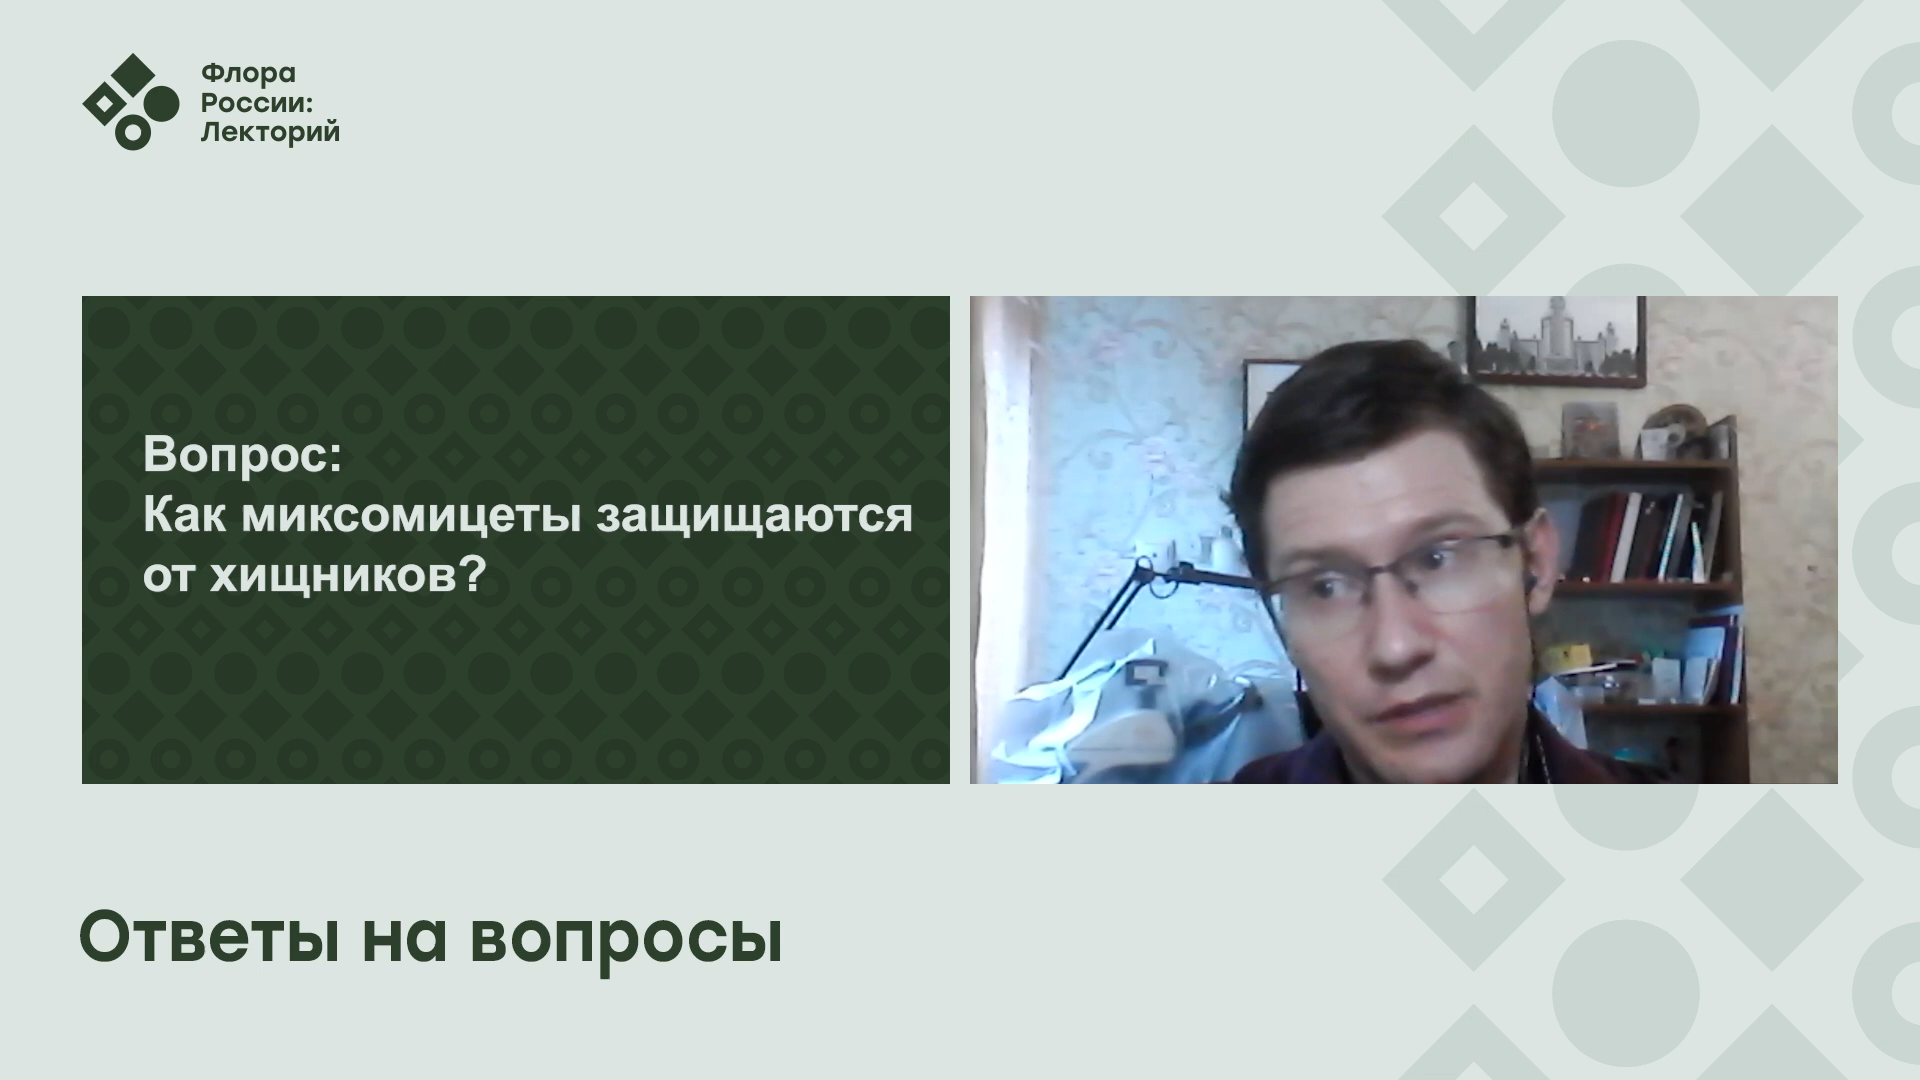 Флора
России:
Лекторий
Вопрос:
Как миксомицеты защищаются
от хищников?
Ответы на вопросы